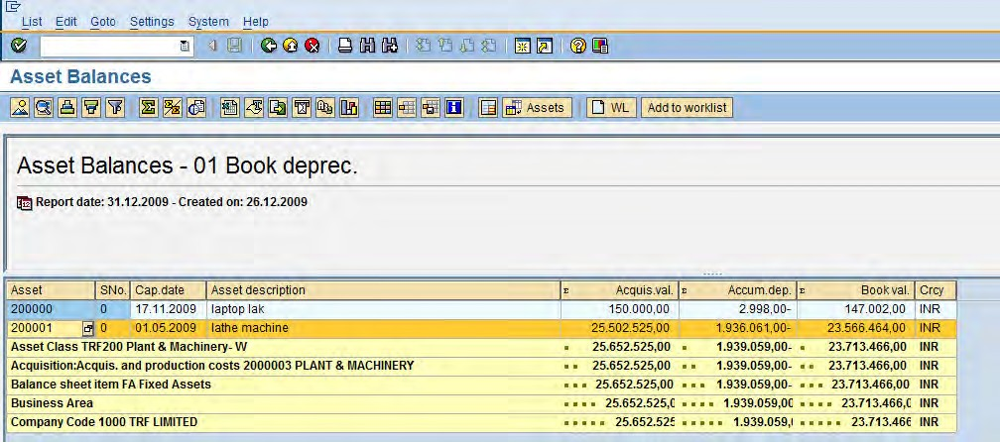 List Edit Goto Settings System Help
Asset Balances
Assets WL Add to worklist
Asset Balances - 01 Book deprec.
Report date: 31.12.2009 - Created on: 26.12.2009
Asset SNo. Cap.date Asset description Σ Acquis.val. Σ Accum.dep. Σ Book val. Crcy
200000 0 17.11.2009 laptop lak 150.000,00 2.998,00- 147.002,00 INR
200001 0 01.05.2009 lathe machine 25.502.525,00 1.936.061,00- 23.566.464,00 INR
Asset Class TRF200 Plant & Machinery- W 25.652.525,00 1.939.059,00- 23.713.466,00 INR
Acquisition:Acquis. and production costs 2000003 PLANT & MACHINERY 25.652.525,00 1.939.059,00- 23.713.466,00 INR
Balance sheet item FA Fixed Assets 25.652.525,00 1.939.059,00- 23.713.466,00 INR
Business Area 25.652.525,0 1.939.059,00 23.713.466,0 INR
Company Code 1000 TRF LIMITED 25.652.525 1.939.059, 23.713.466 INR